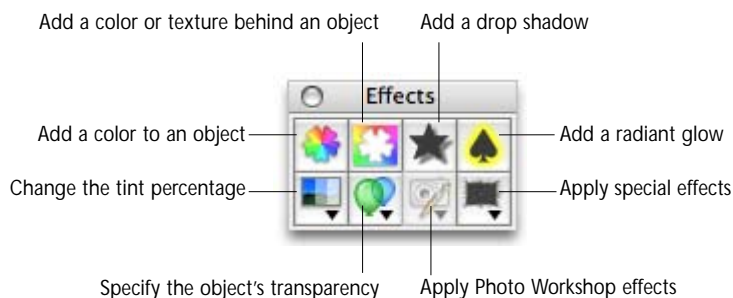 Add a color or texture behind an object
Add a drop shadow
Effects
Add a color to an object
Add a radiant glow
Change the tint percentage
Apply special effects
Specify the object's transparency
Apply Photo Workshop effects